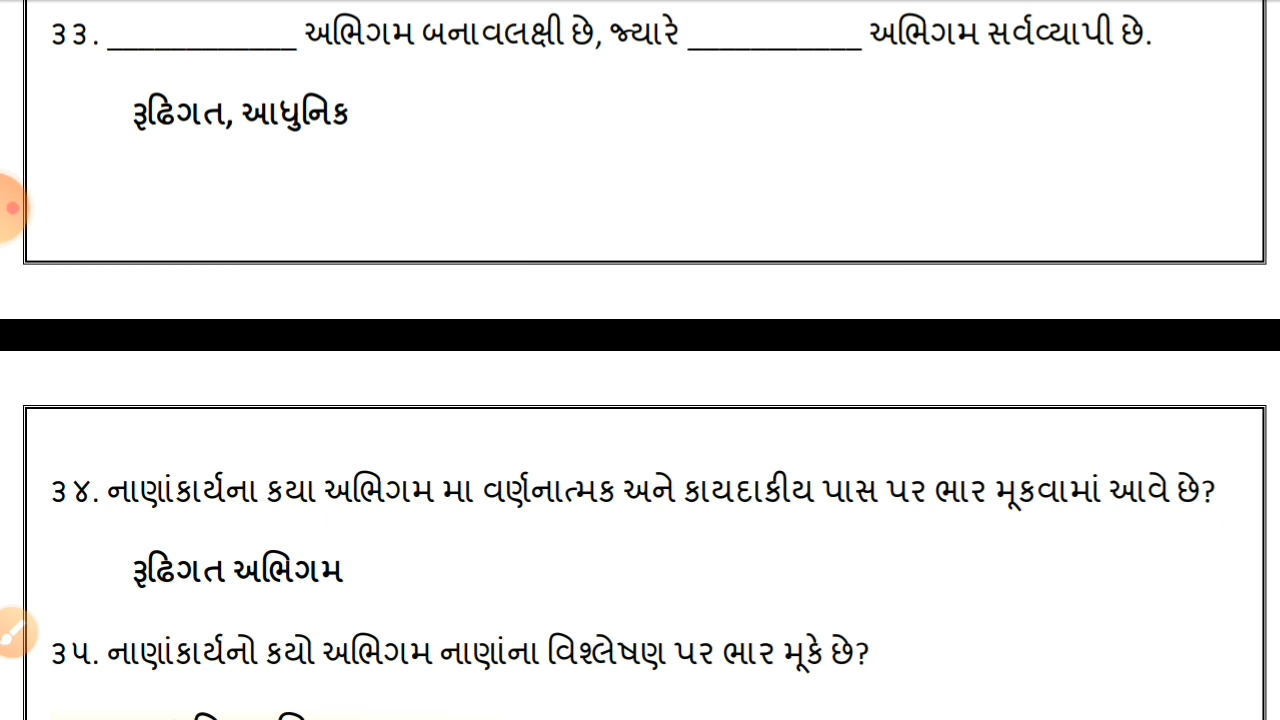 ૩૩. ____________ અભિગમ બનાવલક્ષી છે, જ્યારે ___________ અભિગમ સર્વવ્યાપી છે.
રૂઢિગત, આધુનિક
૩૪. નાણાંકાર્યના કયા અભિગમ મા વર્ણનાત્મક અને કાયદાકીય પાસ પર ભાર મૂકવામાં આવે છે?
રૂઢિગત અભિગમ
૩૫. નાણાંકાર્યનો કયો અભિગમ નાણાંના વિશ્લેષણ પર ભાર મૂકે છે?